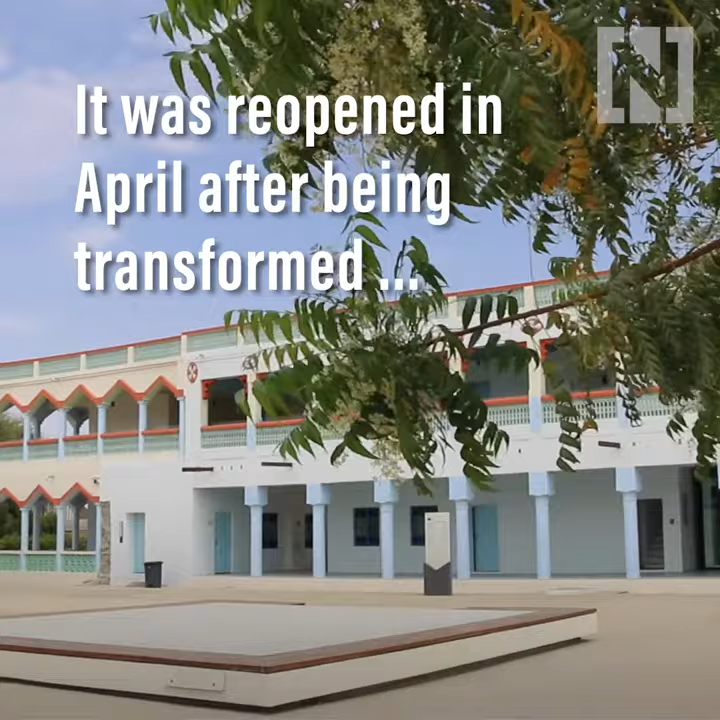 It was reopened in
April after being
transformed ...
[N]